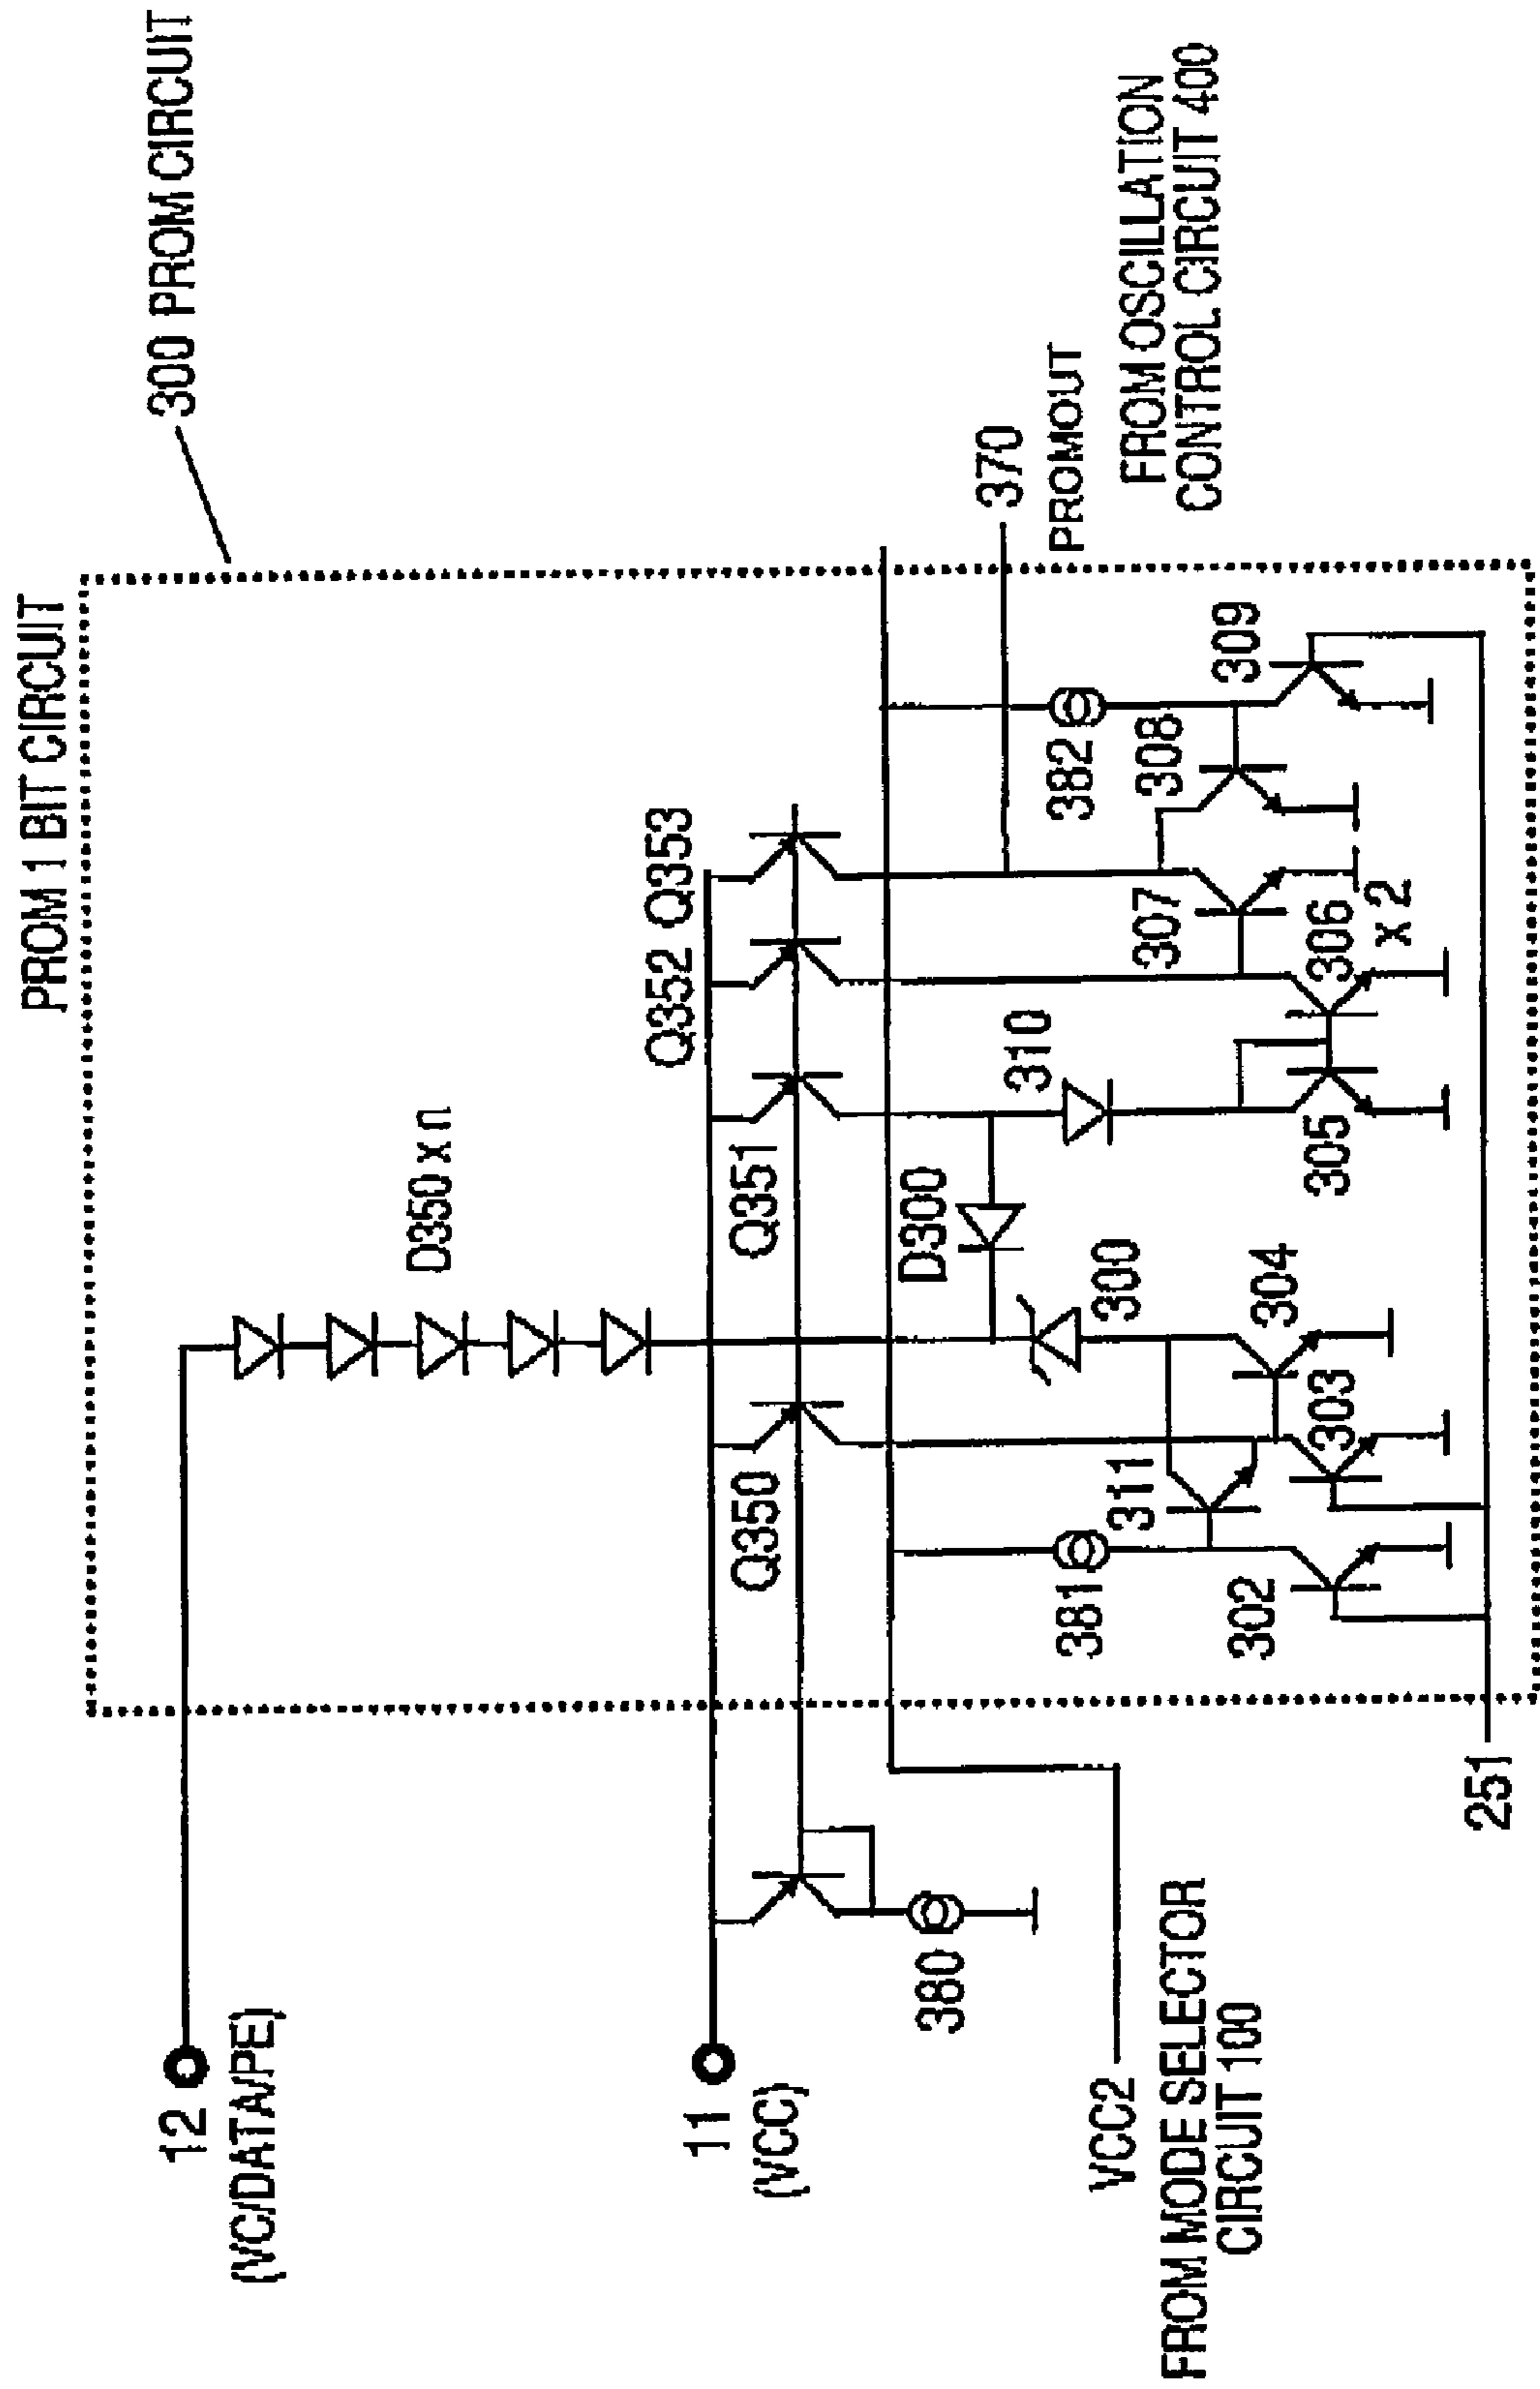 PROM 1 BIT CIRCUIT
300 PROM CIRCUIT
12
(VC/DATA/PE)
D350 x n
11
(VCC)
Q350
Q351
Q352
Q353
380
VCC2
FROM MODE SELECTOR
CIRCUIT 100
D300
310
300
381
311
302
303
304
305
306
x 2
307
308
382
309
370
PROMOUT
FROM OSCILLATION
CONTROL CIRCUIT 400
251